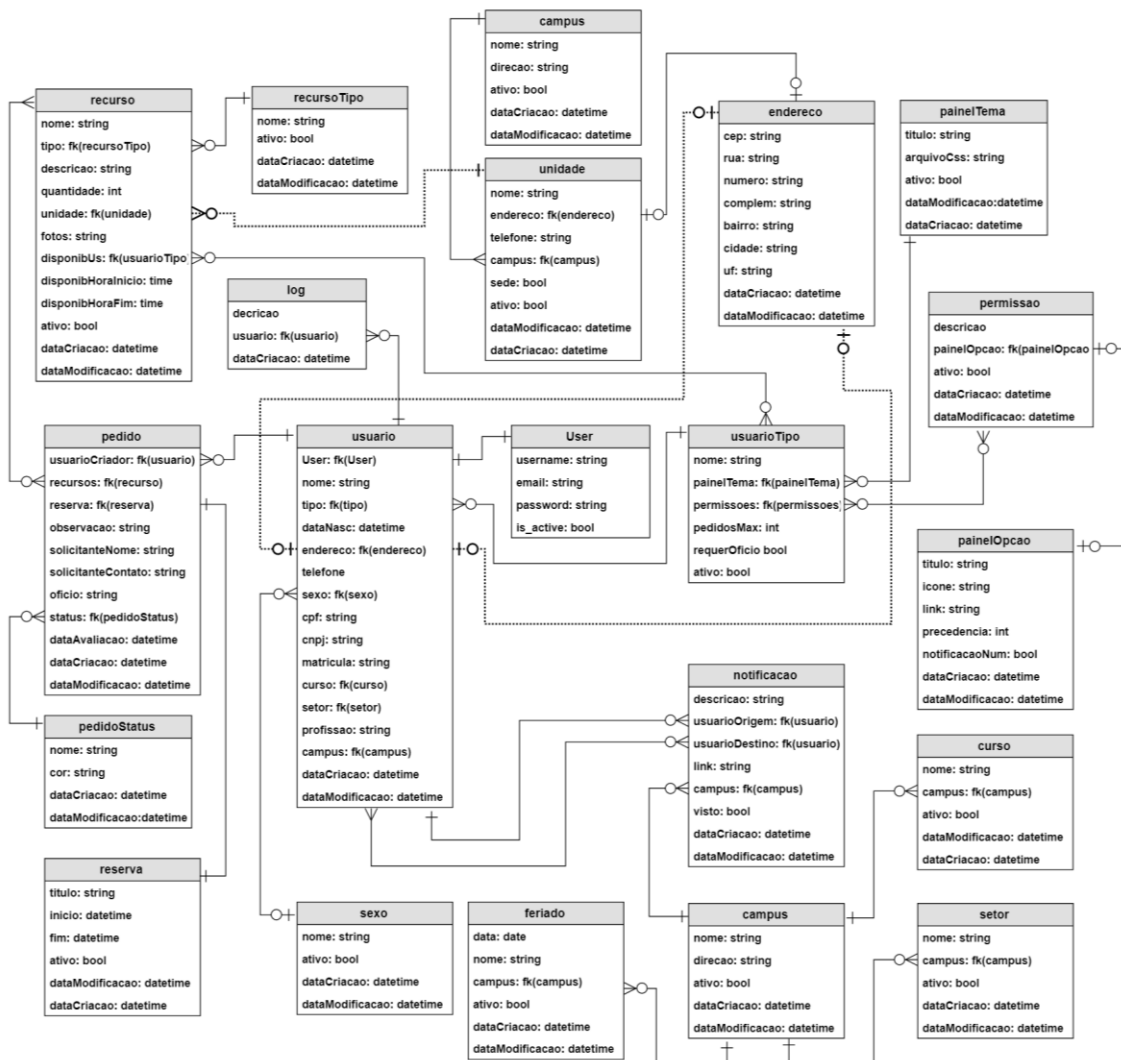 campus
nome: string
direcao: string
ativo: bool
dataCriacao: datetime
dataModificacao: datetime
recurso
nome: string
tipo: fk(recursoTipo)
descricao: string
quantidade: int
unidade: fk(unidade)
fotos: string
disponibUs: fk(usuarioTipo)
disponibHoraInicio: time
disponibHoraFim: time
ativo: bool
dataCriacao: datetime
dataModificacao: datetime
recursoTipo
nome: string
ativo: bool
dataCriacao: datetime
dataModificacao: datetime
endereco
cep: string
rua: string
numero: string
complem: string
bairro: string
cidade: string
uf: string
dataCriacao: datetime
dataModificacao: datetime
painelTema
titulo: string
arquivoCss: string
ativo: bool
dataModificacao:datetime
dataCriacao: datetime
unidade
nome: string
endereco: fk(endereco)
telefone: string
campus: fk(campus)
sede: bool
ativo: bool
dataModificacao: datetime
dataCriacao: datetime
log
decricao
usuario: fk(usuario)
dataCriacao: datetime
permissao
descricao
painelOpcao: fk(painelOpcao
ativo: bool
dataCriacao: datetime
dataModificacao: datetime
pedido
usuarioCriador: fk(usuario)
recursos: fk(recurso)
reserva: fk(reserva)
observacao: string
solicitanteNome: string
solicitanteContato: string
oficio: string
status: fk(pedidoStatus)
dataAvaliacao: datetime
dataCriacao: datetime
dataModificacao: datetime
usuario
User: fk(User)
nome: string
tipo: fk(tipo)
dataNasc: datetime
endereco: fk(endereco)
telefone
sexo: fk(sexo)
cpf: string
cnpj: string
matricula: string
curso: fk(curso)
setor: fk(setor)
profissao: string
campus: fk(campus)
dataCriacao: datetime
dataModificacao: datetime
User
username: string
email: string
password: string
is_active: bool
usuarioTipo
nome: string
painelTema: fk(painelTema)
permissoes: fk(permissoes)
pedidosMax: int
requerOficio bool
ativo: bool
painelOpcao
titulo: string
icone: string
link: string
precedencia: int
notificacaoNum: bool
dataCriacao: datetime
dataModificacao: datetime
notificacao
descricao: string
usuarioOrigem: fk(usuario)
usuarioDestino: fk(usuario)
link: string
campus: fk(campus)
visto: bool
dataCriacao: datetime
dataModificacao: datetime
pedidoStatus
nome: string
cor: string
dataCriacao: datetime
dataModificacao:datetime
curso
nome: string
campus: fk(campus)
ativo: bool
dataModificacao: datetime
dataCriacao: datetime
reserva
titulo: string
inicio: datetime
fim: datetime
ativo: bool
dataModificacao: datetime
dataCriacao: datetime
sexo
nome: string
ativo: bool
dataCriacao: datetime
dataModificacao: datetime
feriado
data: date
nome: string
campus: fk(campus)
ativo: bool
dataCriacao: datetime
dataModificacao: datetime
campus
nome: string
direcao: string
ativo: bool
dataCriacao: datetime
dataModificacao: datetime
setor
nome: string
campus: fk(campus)
ativo: bool
dataCriacao: datetime
dataModificacao: datetime